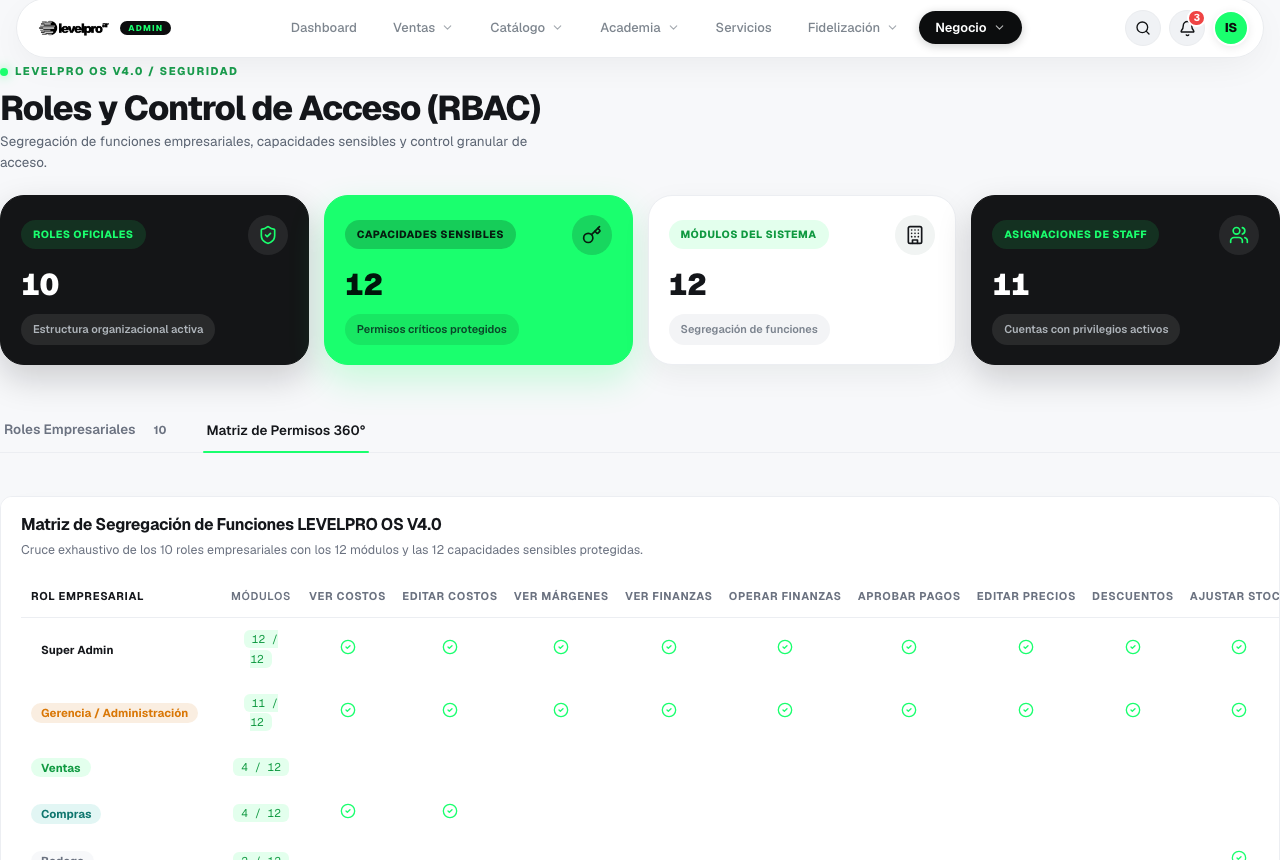 levelpro
ADMIN
Dashboard
Ventas
Catálogo
Academia
Servicios
Fidelización
Negocio
3
IS
LEVELPRO OS V4.0 / SEGURIDAD
Roles y Control de Acceso (RBAC)
Segregación de funciones empresariales, capacidades sensibles y control granular de
acceso.
ROLES OFICIALES
10
Estructura organizacional activa
CAPACIDADES SENSIBLES
12
Permisos críticos protegidos
MÓDULOS DEL SISTEMA
12
Segregación de funciones
ASIGNACIONES DE STAFF
11
Cuentas con privilegios activos
Roles Empresariales 10
Matriz de Permisos 360°
Matriz de Segregación de Funciones LEVELPRO OS V4.0
Cruce exhaustivo de los 10 roles empresariales con los 12 módulos y las 12 capacidades sensibles protegidas.
ROL EMPRESARIAL MÓDULOS VER COSTOS EDITAR COSTOS VER MÁRGENES VER FINANZAS OPERAR FINANZAS APROBAR PAGOS EDITAR PRECIOS DESCUENTOS AJUSTAR STOC
Super Admin 12 /
12
Gerencia / Administración 11 /
12
Ventas 4 / 12
Compras 4 / 12